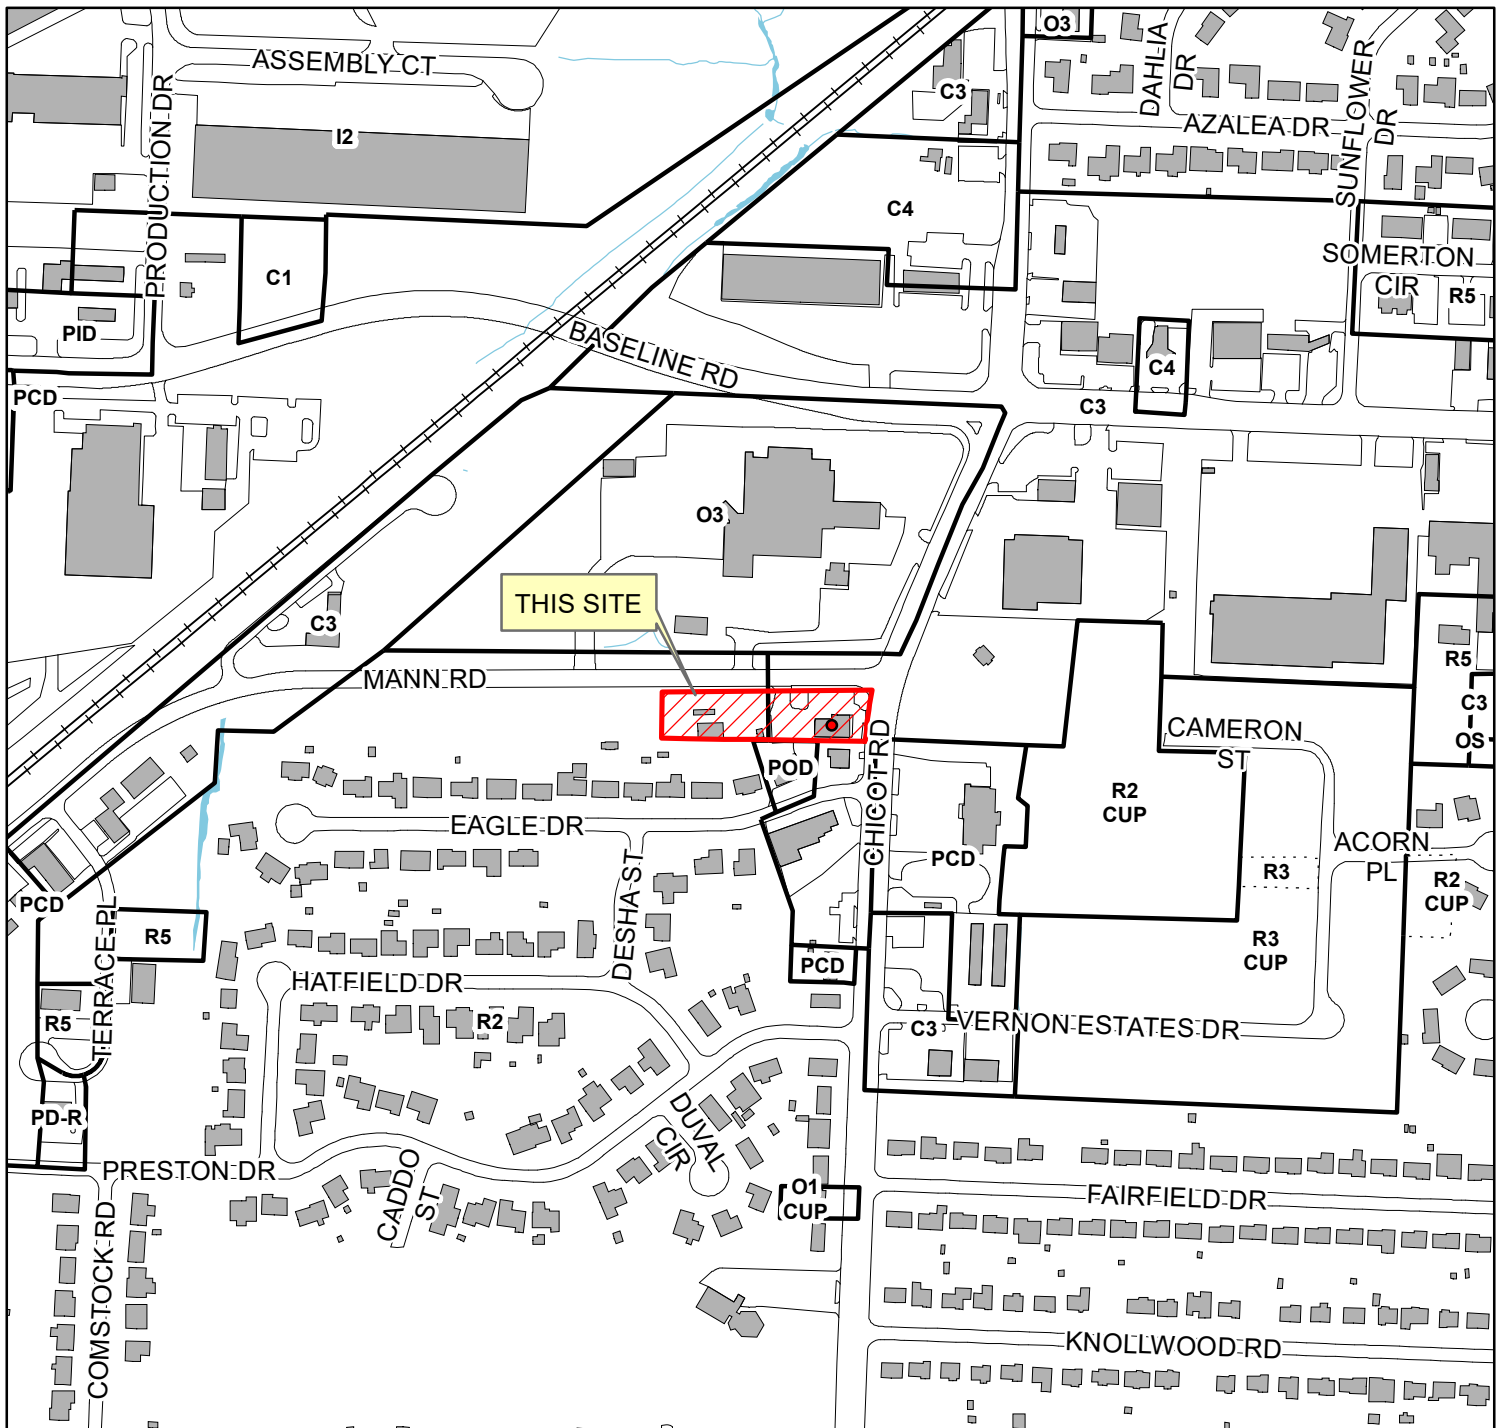 O3
DAHLIA
DR
SUNFLOWER
DR
ASSEMBLY CT
C3
AZALEA DR
I2
PRODUCTION DR
C4
SOMERTON
CIR
R5
C1
PID
BASELINE RD
C4
PCD
C3
O3
THIS SITE
C3
R5
MANN RD
C3
OS
CAMERON
ST
CHICOT RD
POD
R2
CUP
EAGLE DR
ACORN
PL
PCD
DESHA ST
R3
R2
CUP
PCD
TERRACE PL
R5
R3
CUP
PCD
HATFIELD DR
R2
R5
C3
VERNON ESTATES DR
PD-R
DUVAL
CIR
PRESTON DR
CADDO
ST
O1
CUP
FAIRFIELD DR
COMSTOCK RD
KNOLLWOOD RD